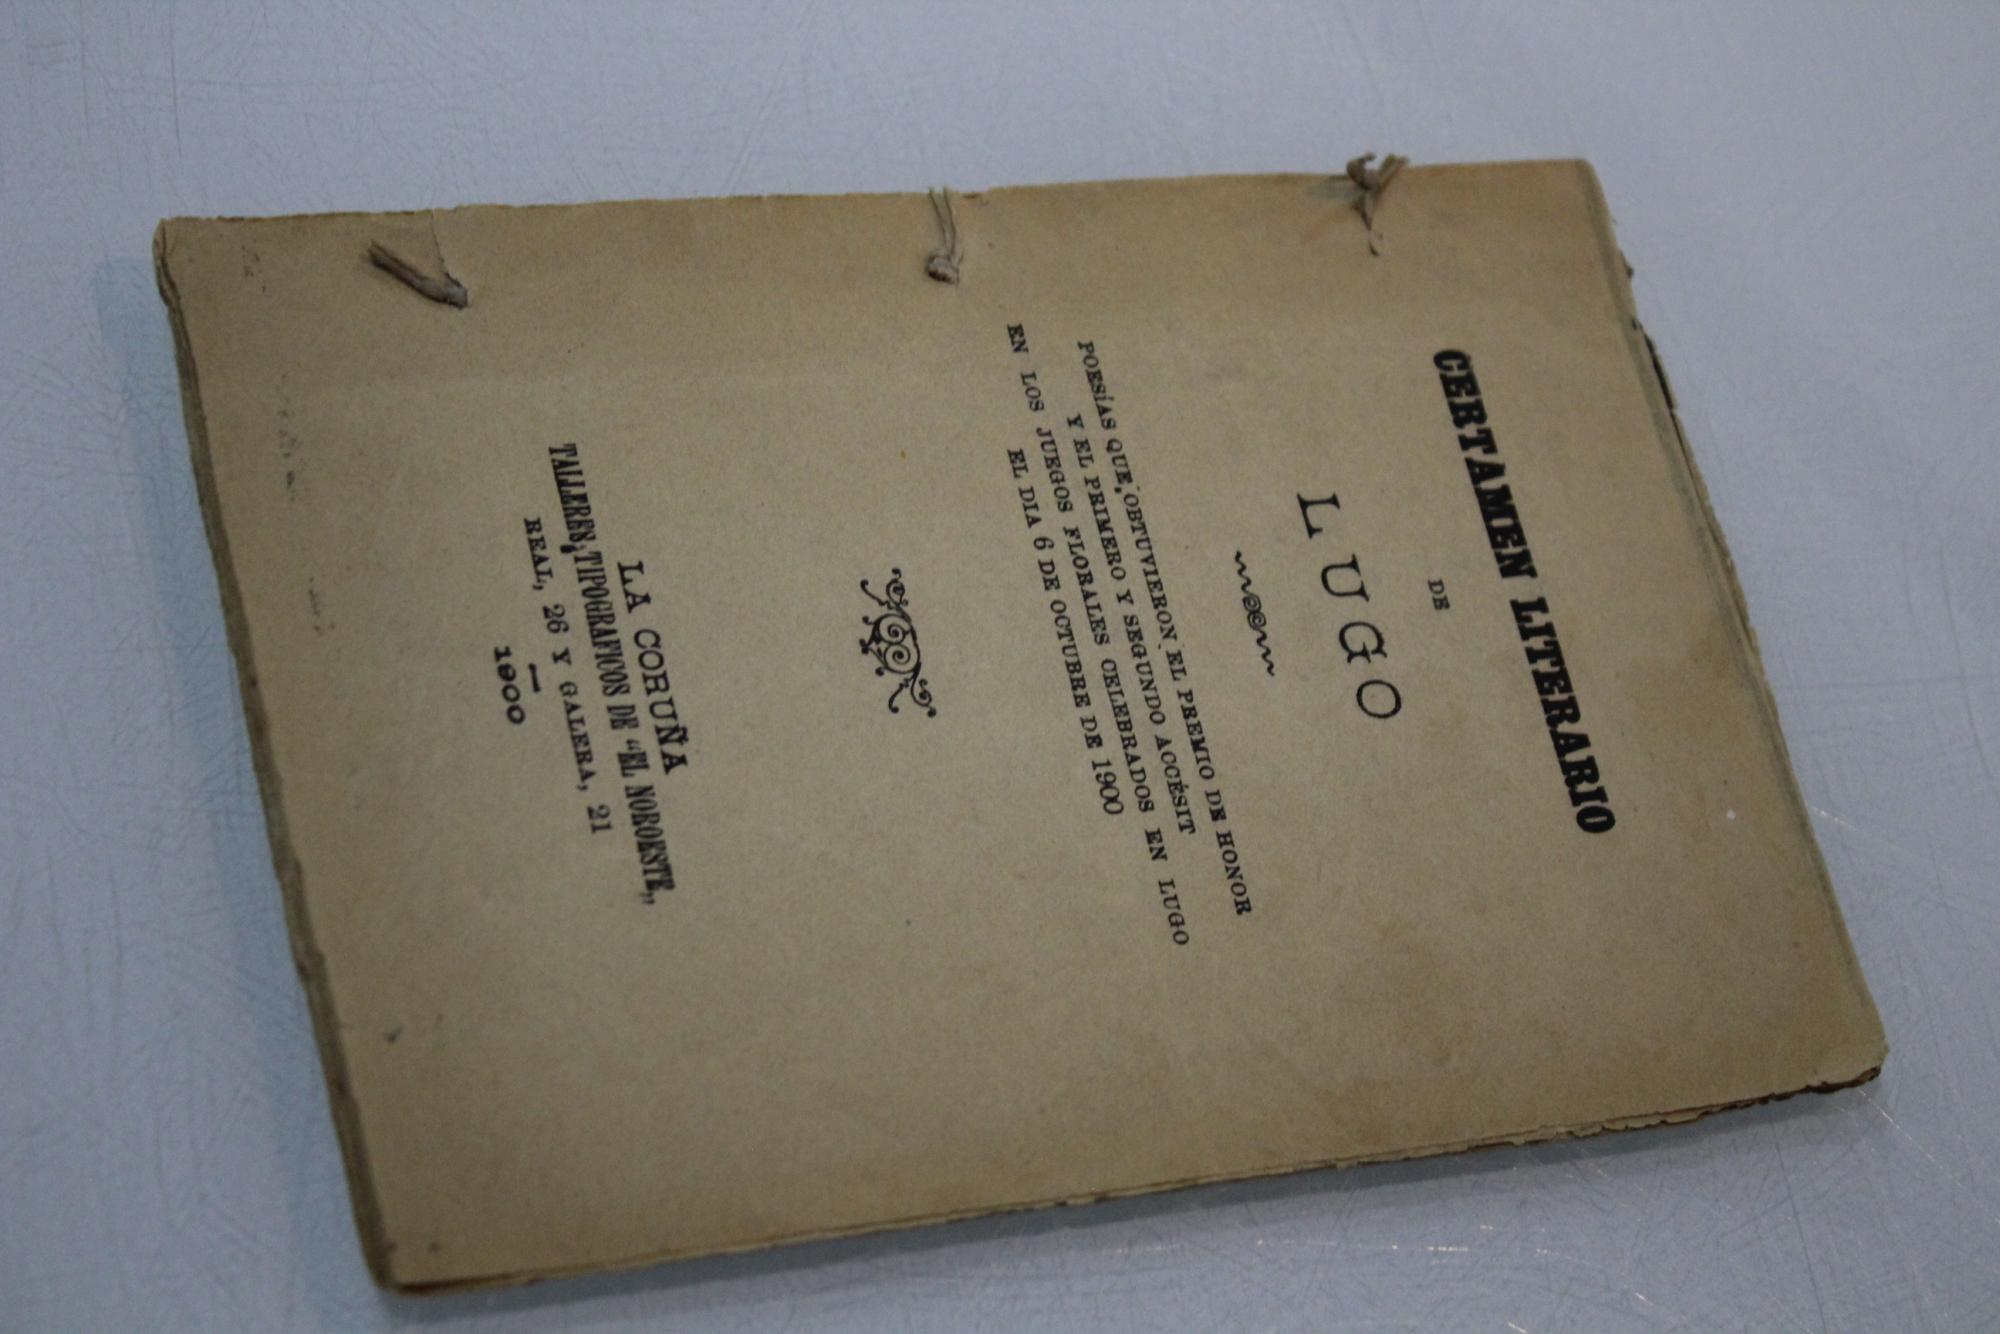 CERTAMEN LITERARIO
DE
LUGO
POESÍAS QUE OBTUVIERON EL PREMIO DE HONOR
Y EL PRIMERO Y SEGUNDO ACCÉSIT
EN LOS JUEGOS FLORALES CELEBRADOS EN LUGO
EL DIA 6 DE OCTUBRE DE 1900
LA CORUÑA
TALLERES TIPOGRAFICOS DE “EL NOROESTE„
REAL, 26 Y GALERA, 21
1900